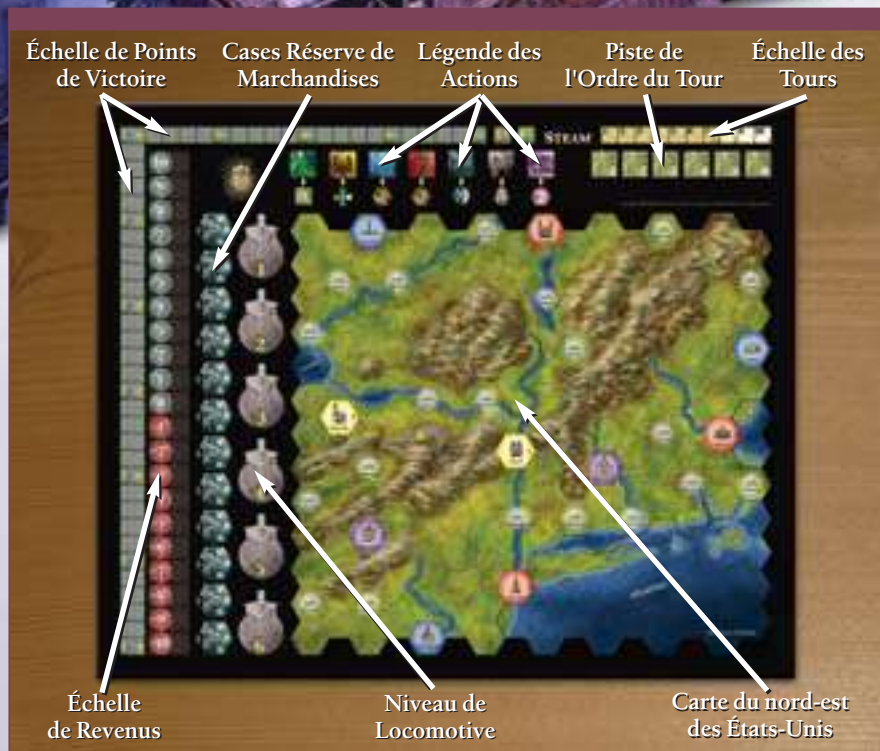 Échelle de Points
de Victoire
Cases Réserve de
Marchandises
Légende des
Actions
Piste de
l'Ordre du Tour
Échelle des
Tours
STEAM
Échelle
de Revenus
Niveau de
Locomotive
Carte du nord-est
des États-Unis